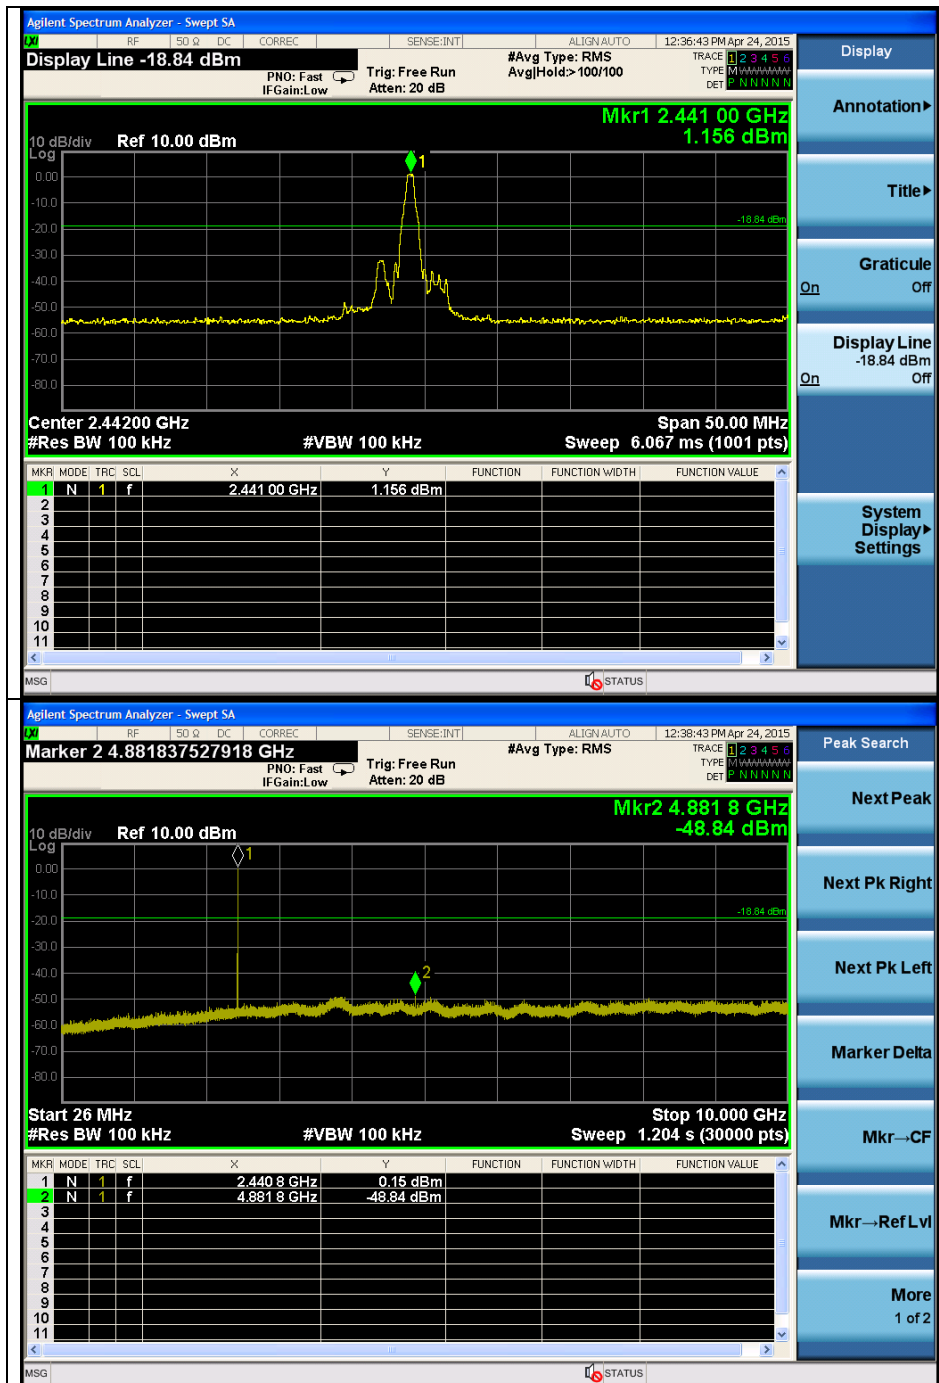 Agilent Spectrum Analyzer - Swept SA
LXI RF 50 Ω DC CORREC SENSE:INT ALIGNAUTO 12:36:43 PM Apr 24, 2015
Display Line -18.84 dBm
PNO: Fast
IFGain:Low
Trig: Free Run
Atten: 20 dB
#Avg Type: RMS
Avg|Hold:>100/100
TRACE 1 2 3 4 5 6
TYPE M WWWWW
DET P N N N N N
Mkr1 2.441 00 GHz
1.156 dBm
10 dB/div Ref 10.00 dBm
Log
1
0.00
-10.0
-18.84 dBm
-20.0
-30.0
-40.0
-50.0
-60.0
-70.0
-80.0
Center 2.44200 GHz Span 50.00 MHz
#Res BW 100 kHz #VBW 100 kHz Sweep 6.067 ms (1001 pts)
MKR MODE TRC SCL X Y FUNCTION FUNCTION WIDTH FUNCTION VALUE
1 N 1 f 2.441 00 GHz 1.156 dBm
2
3
4
5
6
7
8
9
10
11
MSG STATUS
Display
Annotation
Title
Graticule
On Off
Display Line
-18.84 dBm
On Off
System
Display
Settings
Agilent Spectrum Analyzer - Swept SA
LXI RF 50 Ω DC CORREC SENSE:INT ALIGNAUTO 12:38:43 PM Apr 24, 2015
Marker 2 4.881837527918 GHz
PNO: Fast
IFGain:Low
Trig: Free Run
Atten: 20 dB
#Avg Type: RMS
TRACE 1 2 3 4 5 6
TYPE M WWWWW
DET P N N N N N
Mkr2 4.881 8 GHz
-48.84 dBm
10 dB/div Ref 10.00 dBm
Log
1
0.00
-10.0
-18.84 dBm
-20.0
-30.0
-40.0
2
-50.0
-60.0
-70.0
-80.0
Start 26 MHz Stop 10.000 GHz
#Res BW 100 kHz #VBW 100 kHz Sweep 1.204 s (30000 pts)
MKR MODE TRC SCL X Y FUNCTION FUNCTION WIDTH FUNCTION VALUE
1 N 1 f 2.440 8 GHz 0.15 dBm
2 N 1 f 4.881 8 GHz -48.84 dBm
3
4
5
6
7
8
9
10
11
MSG STATUS
Peak Search
Next Peak
Next Pk Right
Next Pk Left
Marker Delta
Mkr→CF
Mkr→Ref Lvl
More
1 of 2